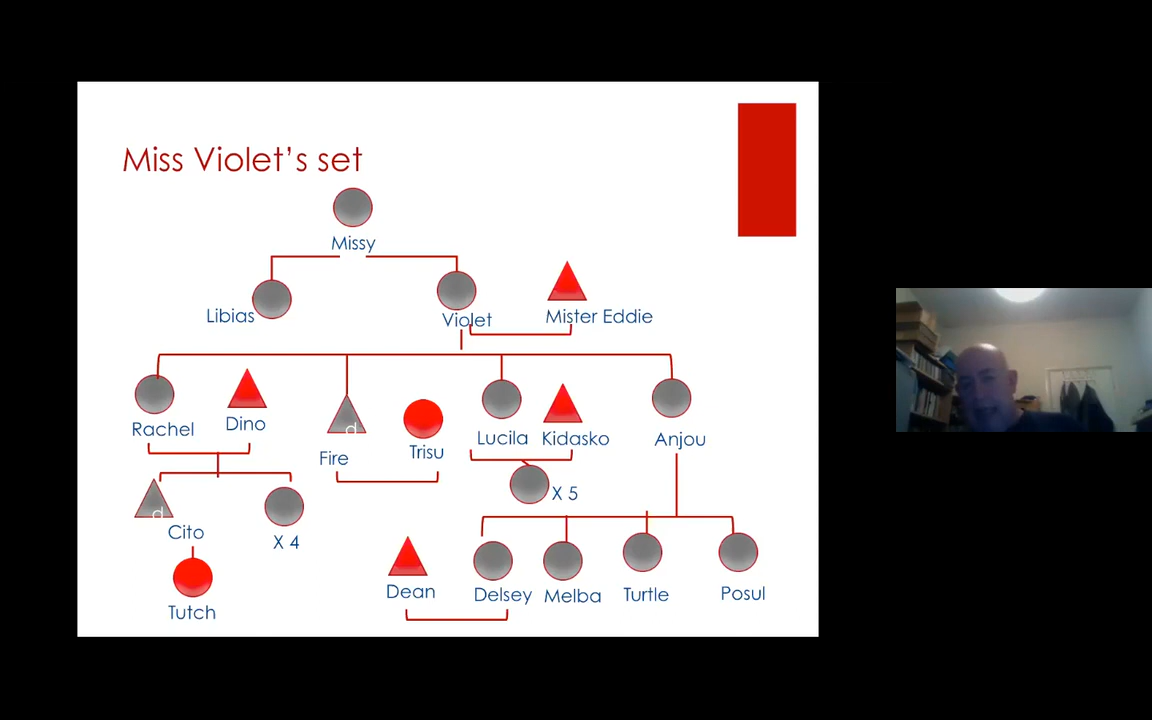 Miss Violet's set
Missy
Libias
Violet
Mister Eddie
Rachel
Dino
d
Fire
Trisu
Lucila
Kidasko
Anjou
X 5
d
Cito
X 4
Tutch
Dean
Delsey
Melba
Turtle
Posul